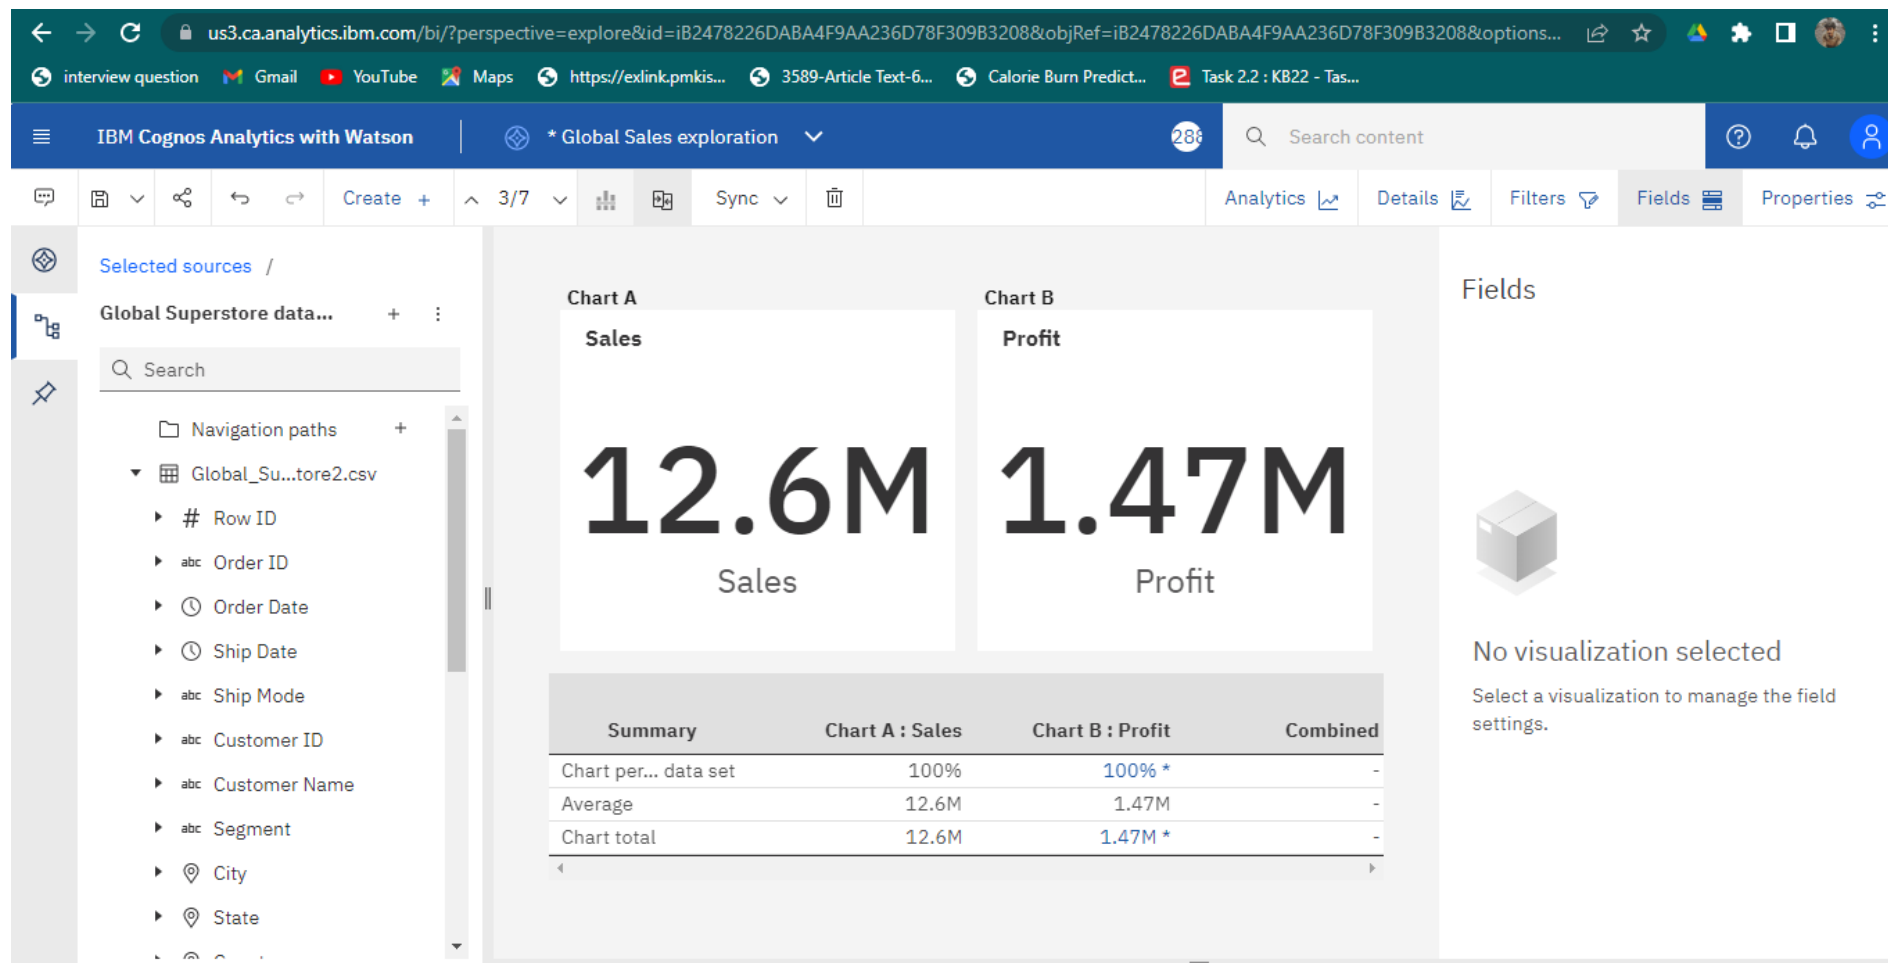 us3.ca.analytics.ibm.com/bi/?perspective=explore&id=iB2478226DABA4F9AA236D78F309B3208&objRef=iB2478226DABA4F9AA236D78F309B3208&options...
interview question Gmail YouTube Maps https://exlink.pmkis... 3589-Article Text-6... Calorie Burn Predict... Task 2.2 : KB22 - Tas...
IBM Cognos Analytics with Watson * Global Sales exploration 288 Search content
Create + 3/7 Sync Analytics Details Filters Fields Properties
Selected sources /
Global Superstore data...
Search
Navigation paths
Global_Su...tore2.csv
# Row ID
abc Order ID
Order Date
Ship Date
abc Ship Mode
abc Customer ID
abc Customer Name
abc Segment
City
State
Chart A
Sales
12.6M
Sales
Chart B
Profit
1.47M
Profit
Summary Chart A : Sales Chart B : Profit Combined
Chart per... data set 100% 100% * -
Average 12.6M 1.47M -
Chart total 12.6M 1.47M * -
Fields
No visualization selected
Select a visualization to manage the field
settings.